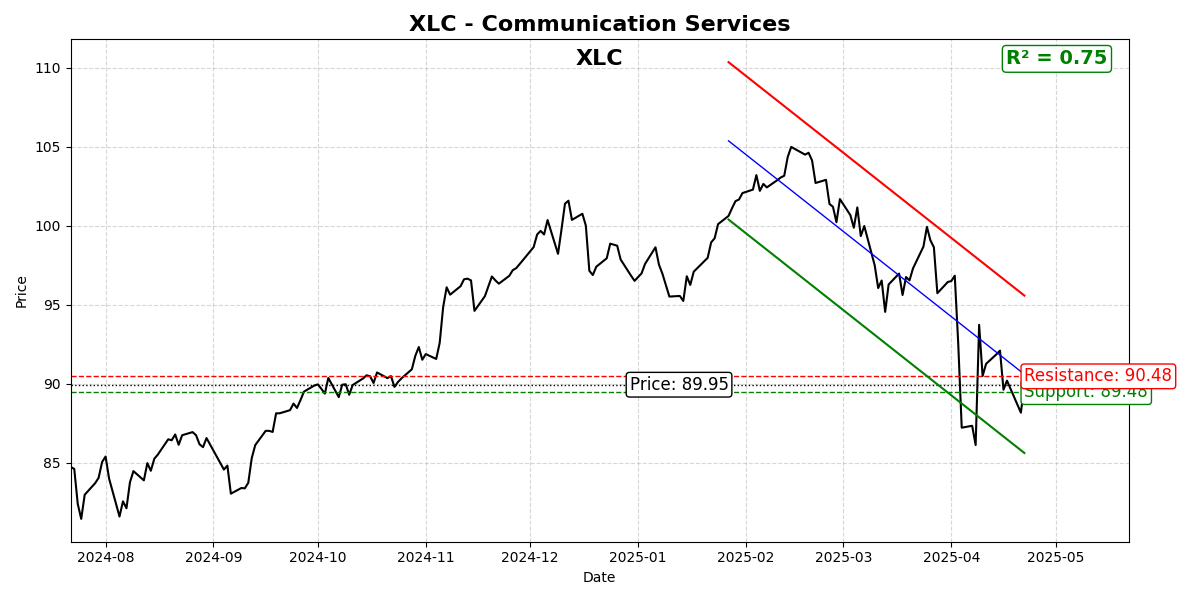 XLC - Communication Services
XLC
R² = 0.75
110
105
100
95
90
85
Price
Price: 89.95
Resistance: 90.48
Support: 89.48
2024-08
2024-09
2024-10
2024-11
2024-12
2025-01
2025-02
2025-03
2025-04
2025-05
Date